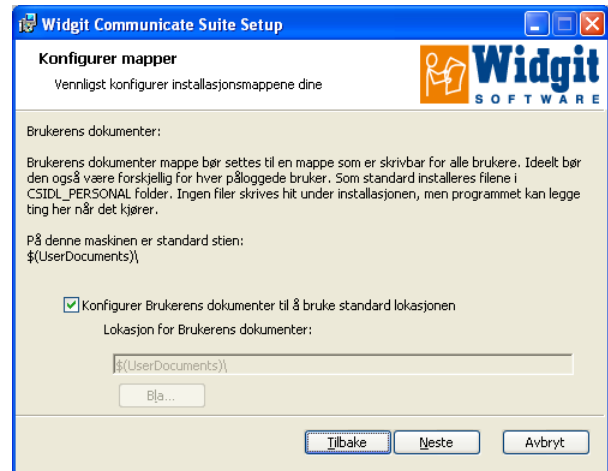 Widgit Communicate Suite Setup
Konfigurer mapper
Vennligst konfigurer installasjonsmappene dine
Widgit
SOFTWARE
Brukerens dokumenter:
Brukerens dokumenter mappe bør settes til en mappe som er skrivbar for alle brukere. Ideelt bør
den også være forskjellig for hver påloggede bruker. Som standard installeres filene i
CSIDL_PERSONAL folder. Ingen filer skrives hit under installasjonen, men programmet kan legge
ting her når det kjører.
På denne maskinen er standard stien:
$(UserDocuments)\
Konfigurer Brukerens dokumenter til å bruke standard lokasjonen
Lokasjon for Brukerens dokumenter:
$(UserDocuments)\
Bla...
Tilbake Neste Avbryt